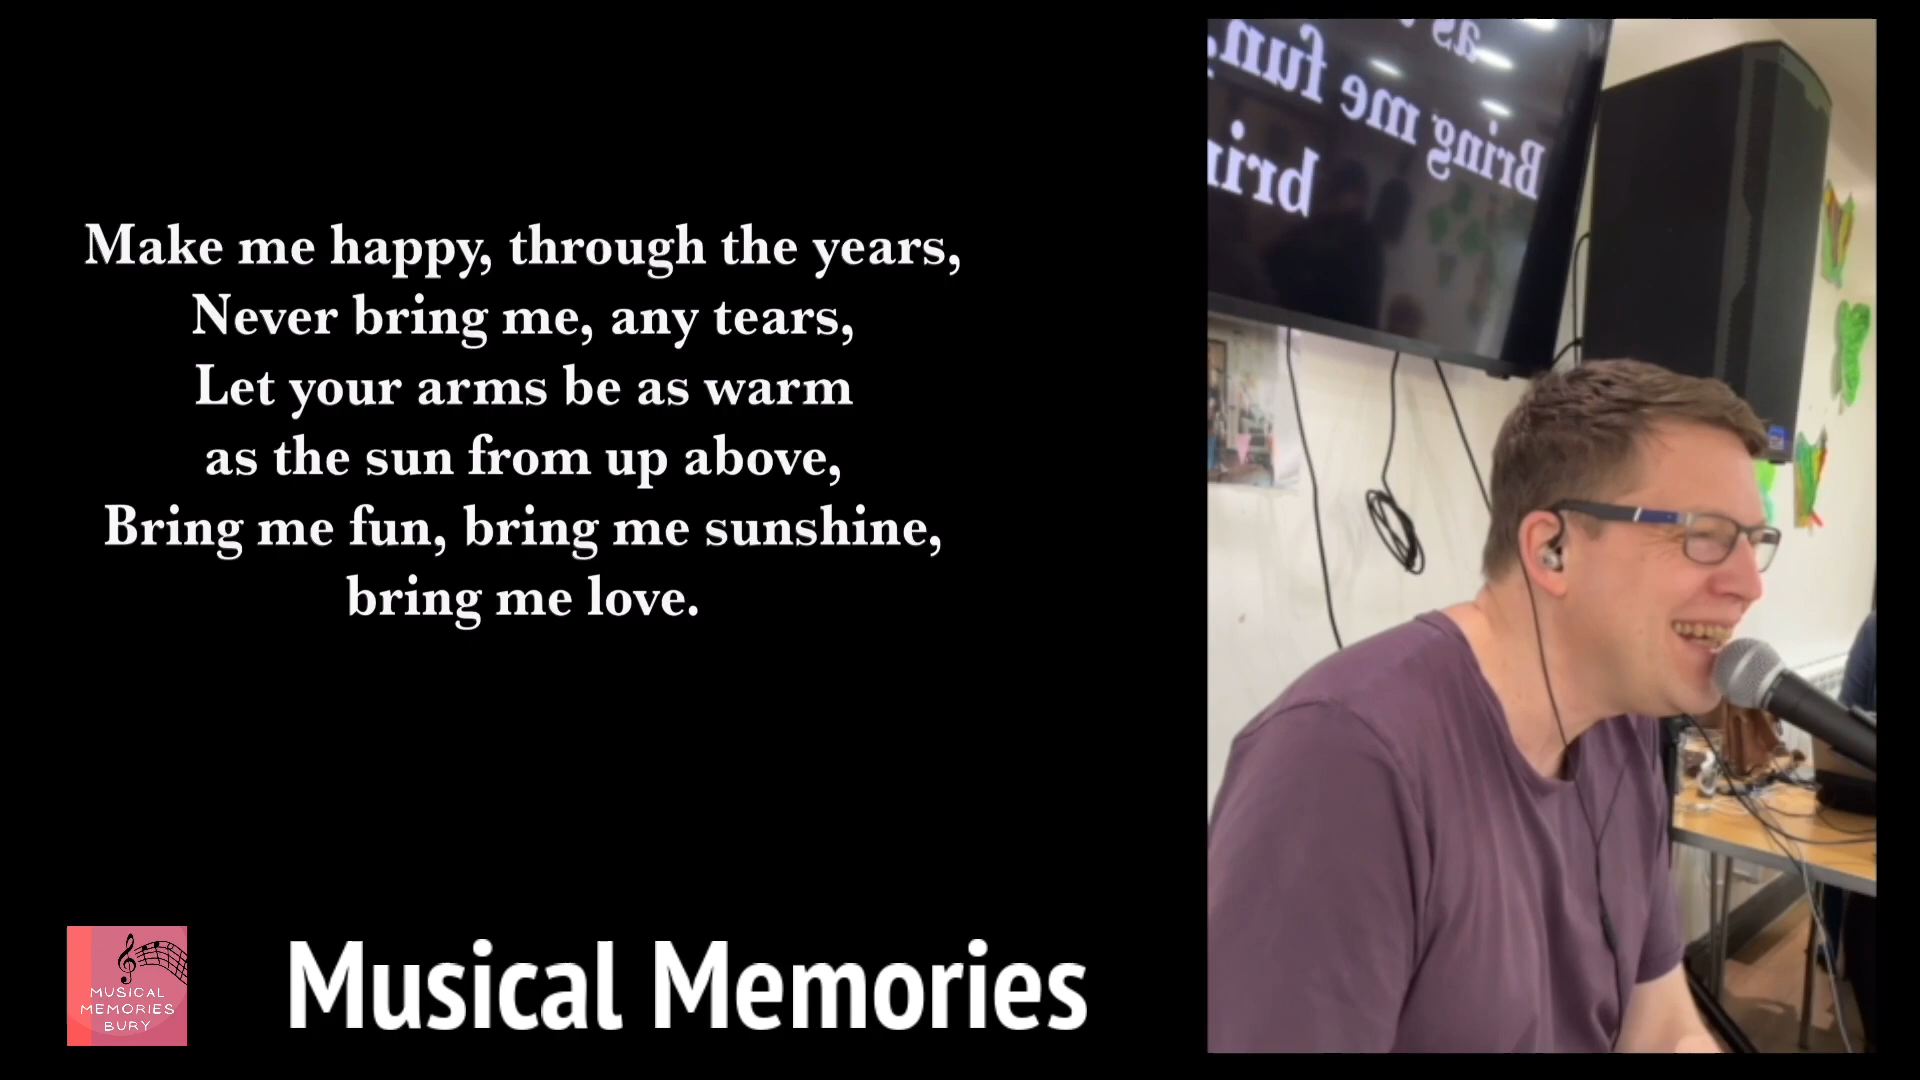 Make me happy, through the years,
Never bring me, any tears,
Let your arms be as warm
as the sun from up above,
Bring me fun, bring me sunshine,
bring me love.
MUSICAL
MEMORIES
BURY
Musical Memories
as
Bring me fun,